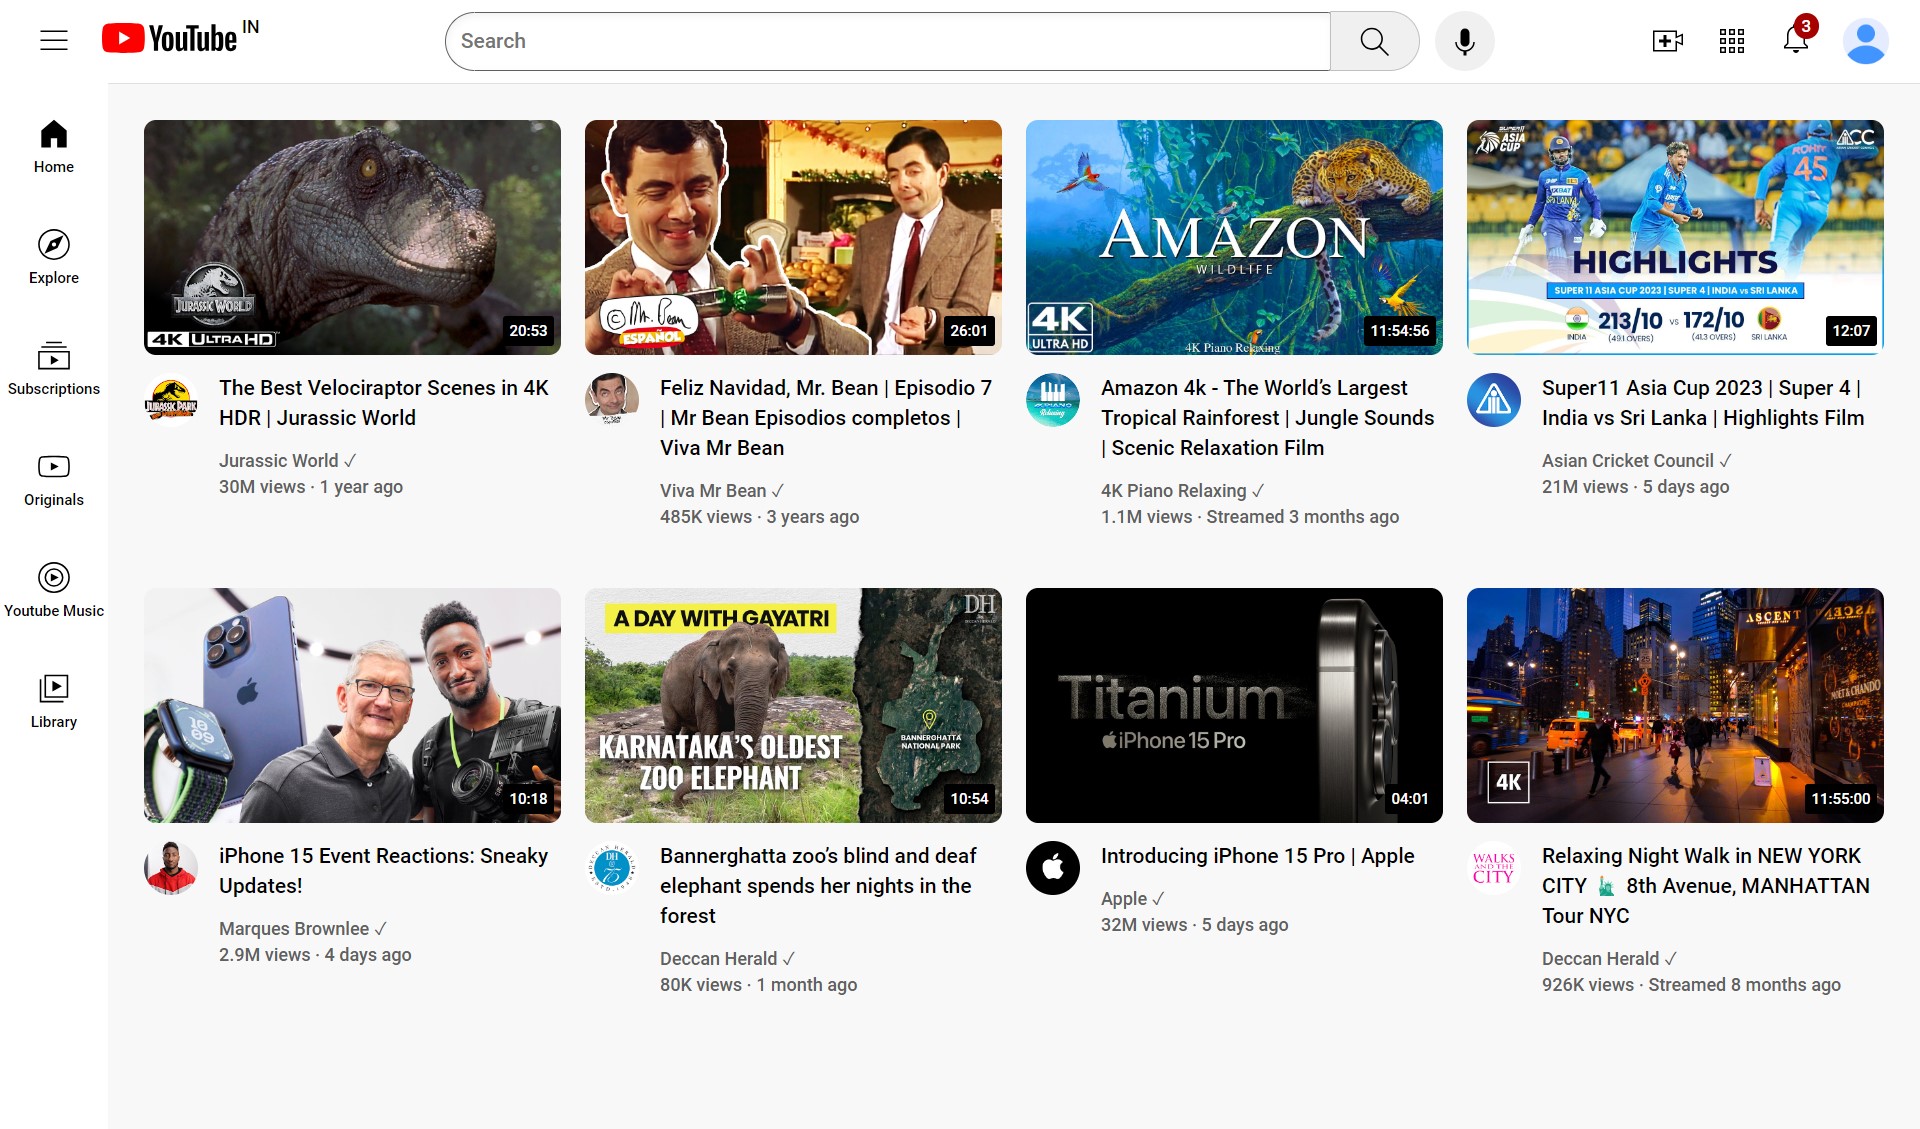 YouTube IN
Search
3
Home
Explore
Subscriptions
Originals
Youtube Music
Library
JURASSIC WORLD
4K ULTRA HD
20:53
The Best Velociraptor Scenes in 4K
HDR | Jurassic World
Jurassic World ✓
30M views · 1 year ago
© Mr. Bean
ESPAÑOL
26:01
Feliz Navidad, Mr. Bean | Episodio 7
| Mr Bean Episodios completos |
Viva Mr Bean
Viva Mr Bean ✓
485K views · 3 years ago
AMAZON
WILDLIFE
4K
ULTRA HD
4K Piano Relaxing
11:54:56
Amazon 4k - The World’s Largest
Tropical Rainforest | Jungle Sounds
| Scenic Relaxation Film
4K Piano Relaxing ✓
1.1M views · Streamed 3 months ago
SUPER11
ASIA
CUP
ACC
ROHIT
45
SRI LANKA
HIGHLIGHTS
SUPER 11 ASIA CUP 2023 | SUPER 4 | INDIA vs SRI LANKA
213/10 vs 172/10
INDIA (49.1 OVERS) (41.3 OVERS) SRI LANKA
12:07
Super11 Asia Cup 2023 | Super 4 |
India vs Sri Lanka | Highlights Film
Asian Cricket Council ✓
21M views · 5 days ago
10:18
iPhone 15 Event Reactions: Sneaky
Updates!
Marques Brownlee ✓
2.9M views · 4 days ago
A DAY WITH GAYATRI
DH
BANNERGHATTA
NATIONAL PARK
KARNATAKA’S OLDEST
ZOO ELEPHANT
10:54
Bannerghatta zoo’s blind and deaf
elephant spends her nights in the
forest
Deccan Herald ✓
80K views · 1 month ago
Titanium
iPhone 15 Pro
04:01
Introducing iPhone 15 Pro | Apple
Apple ✓
32M views · 5 days ago
ASCENT
MOËT & CHANDON
4K
11:55:00
WALKS
AND THE
CITY
Relaxing Night Walk in NEW YORK
CITY 🗽 8th Avenue, MANHATTAN
Tour NYC
Deccan Herald ✓
926K views · Streamed 8 months ago